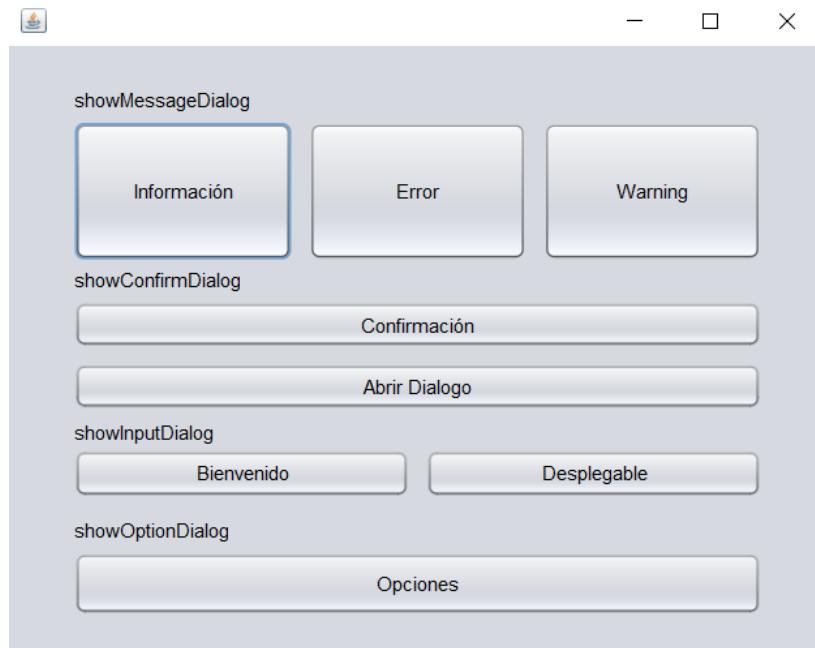 showMessageDialog
Información Error Warning
showConfirmDialog
Confirmación
Abrir Dialogo
showInputDialog
Bienvenido Desplegable
showOptionDialog
Opciones